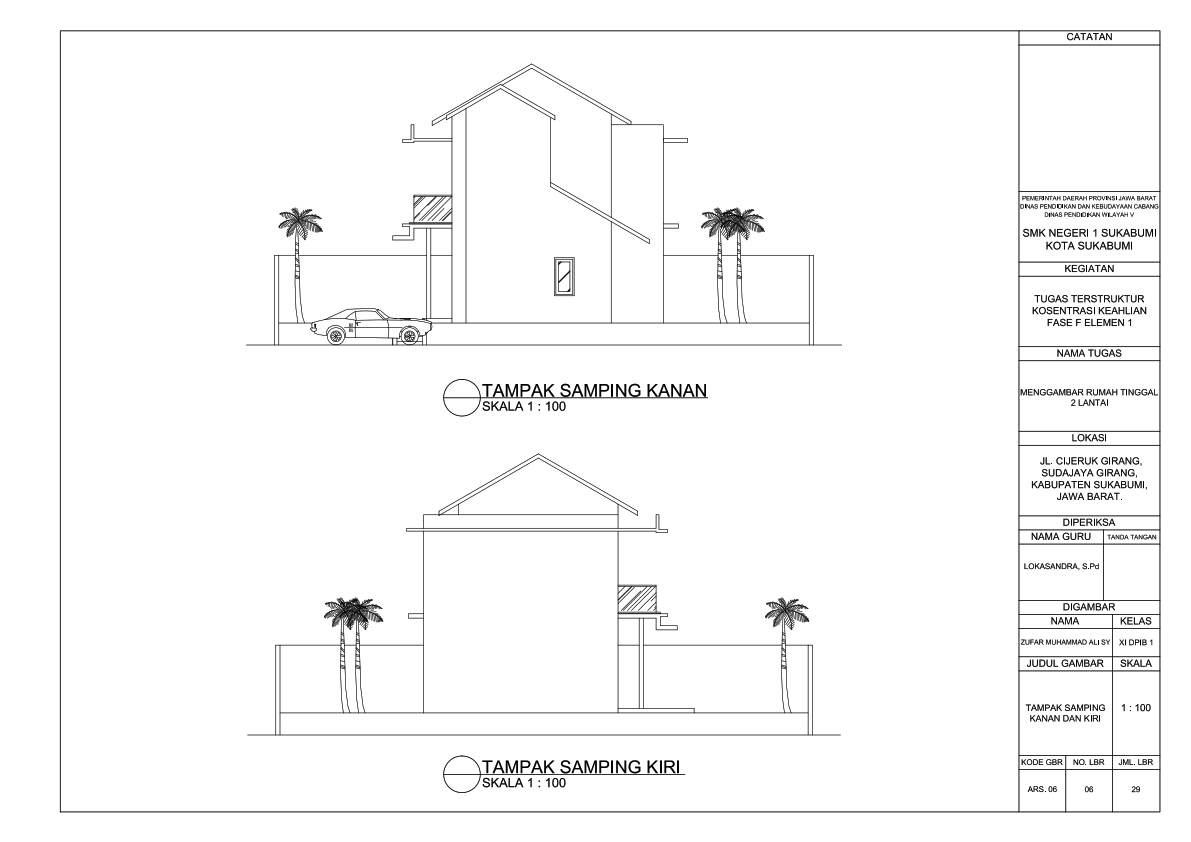 TAMPAK SAMPING KANAN
SKALA 1 : 100
TAMPAK SAMPING KIRI
SKALA 1 : 100
CATATAN
PEMERINTAH DAERAH PROVINSI JAWA BARAT
DINAS PENDIDIKAN DAN KEBUDAYAAN CABANG
DINAS PENDIDIKAN WILAYAH V
SMK NEGERI 1 SUKABUMI
KOTA SUKABUMI
KEGIATAN
TUGAS TERSTRUKTUR
KOSENTRASI KEAHLIAN
FASE F ELEMEN 1
NAMA TUGAS
MENGGAMBAR RUMAH TINGGAL
2 LANTAI
LOKASI
JL. CIJERUK GIRANG,
SUDAJAYA GIRANG,
KABUPATEN SUKABUMI,
JAWA BARAT.
DIPERIKSA
NAMA GURU TANDA TANGAN
LOKASANDRA, S.Pd
DIGAMBAR
NAMA KELAS
ZUFAR MUHAMMAD ALI SY XI DPIB 1
JUDUL GAMBAR SKALA
TAMPAK SAMPING 1 : 100
KANAN DAN KIRI
KODE GBR NO. LBR JML. LBR
ARS. 06 06 29